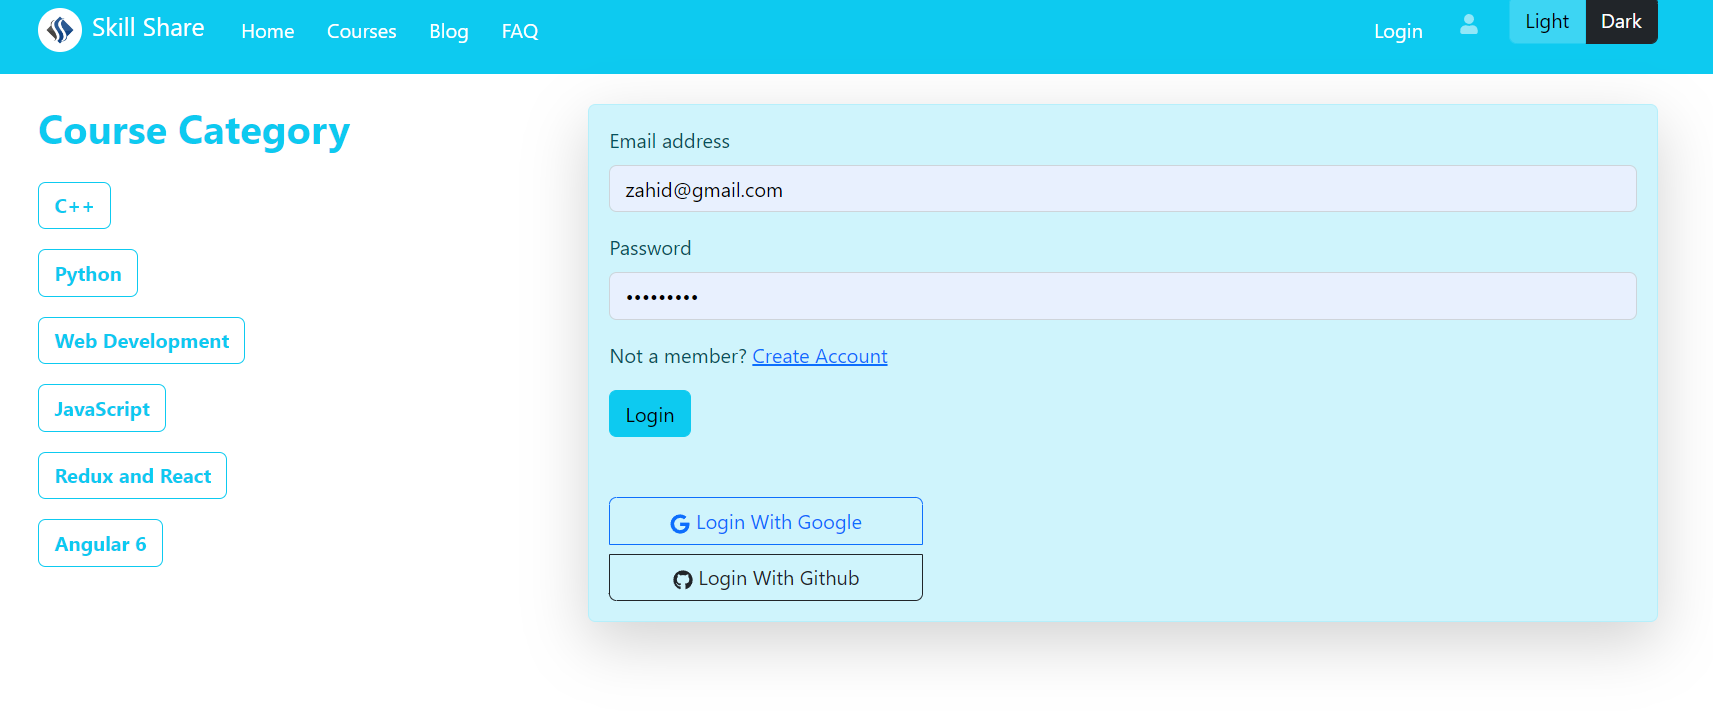 Skill Share Home Courses Blog FAQ Login Light Dark
Course Category
C++
Python
Web Development
JavaScript
Redux and React
Angular 6
Email address
zahid@gmail.com
Password
•••••••••
Not a member? Create Account
Login
Login With Google
Login With Github